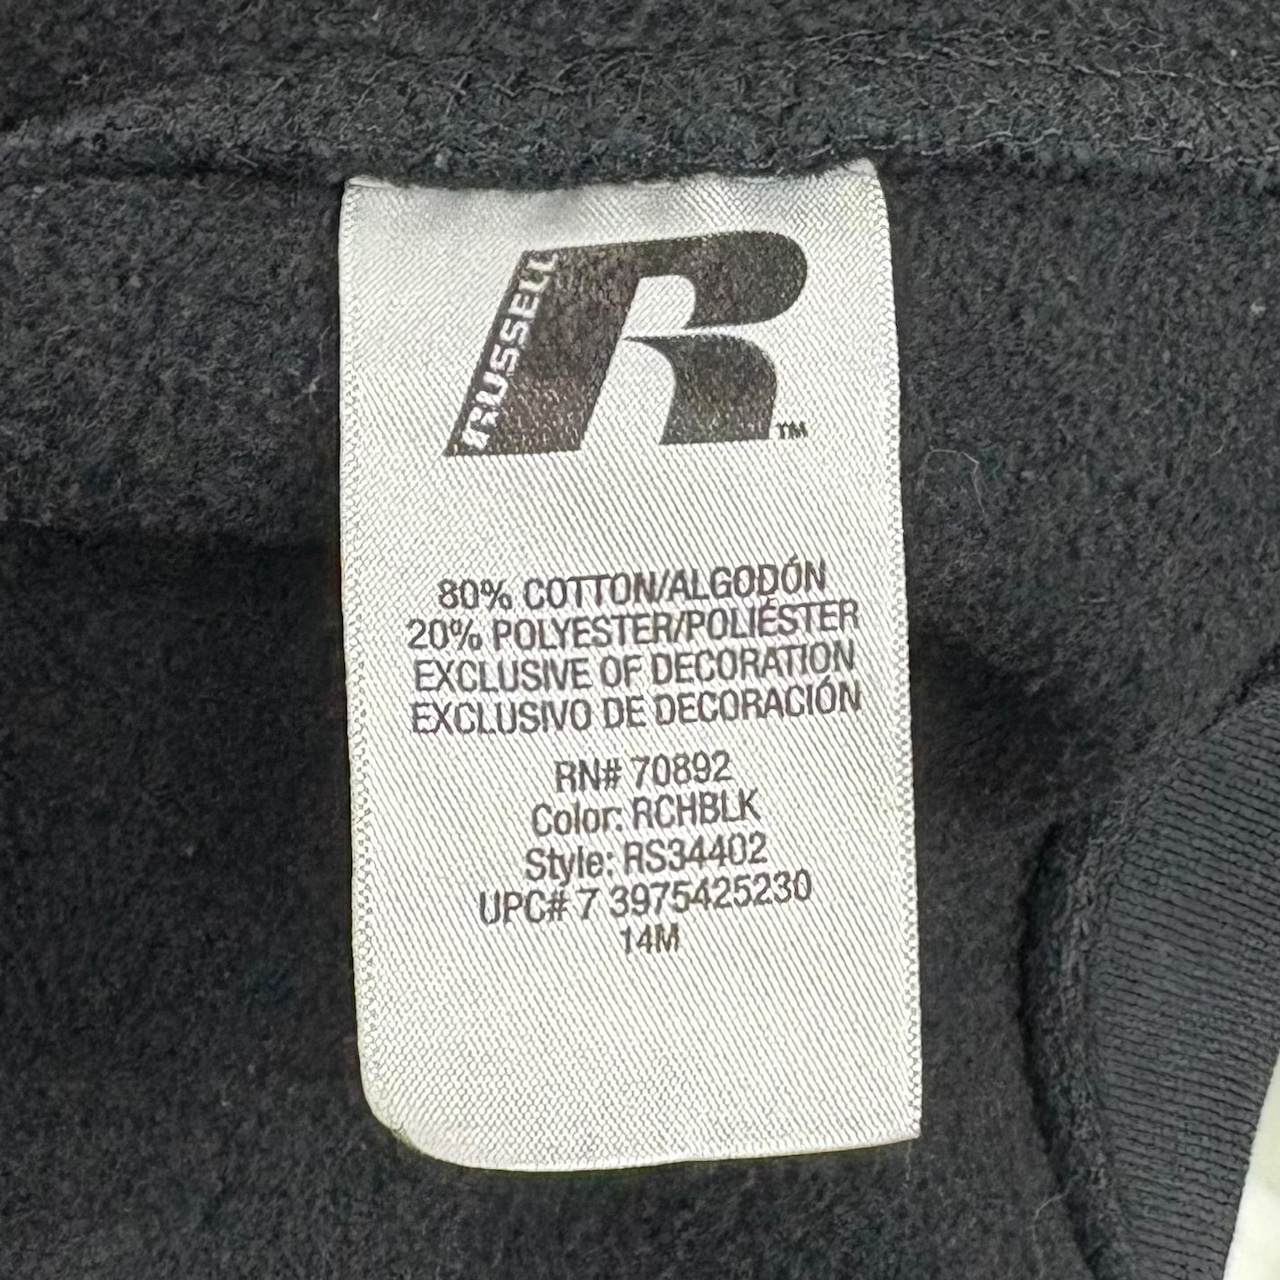 RUSSELL
R™
80% COTTON/ALGODÓN
20% POLYESTER/POLIÉSTER
EXCLUSIVE OF DECORATION
EXCLUSIVO DE DECORACIÓN
RN# 70892
Color: RCHBLK
Style: RS34402
UPC# 7 3975425230
14M